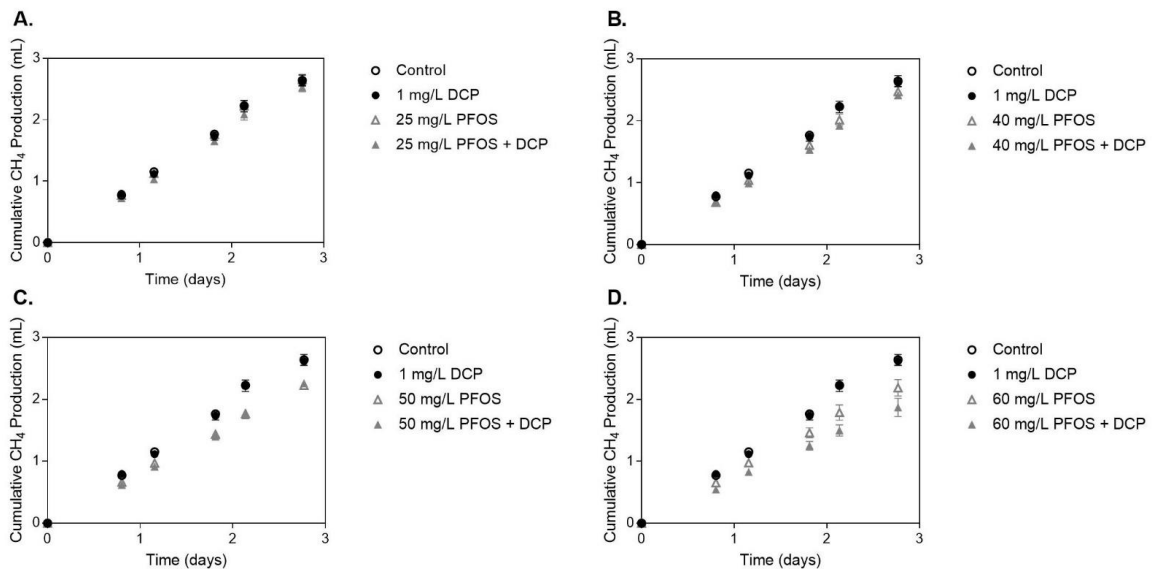 A.
Cumulative CH₄ Production (mL)
3
2
1
0
0 1 2 3
Time (days)
Control
1 mg/L DCP
25 mg/L PFOS
25 mg/L PFOS + DCP
B.
Cumulative CH₄ Production (mL)
3
2
1
0
0 1 2 3
Time (days)
Control
1 mg/L DCP
40 mg/L PFOS
40 mg/L PFOS + DCP
C.
Cumulative CH₄ Production (mL)
3
2
1
0
0 1 2 3
Time (days)
Control
1 mg/L DCP
50 mg/L PFOS
50 mg/L PFOS + DCP
D.
Cumulative CH₄ Production (mL)
3
2
1
0
0 1 2 3
Time (days)
Control
1 mg/L DCP
60 mg/L PFOS
60 mg/L PFOS + DCP